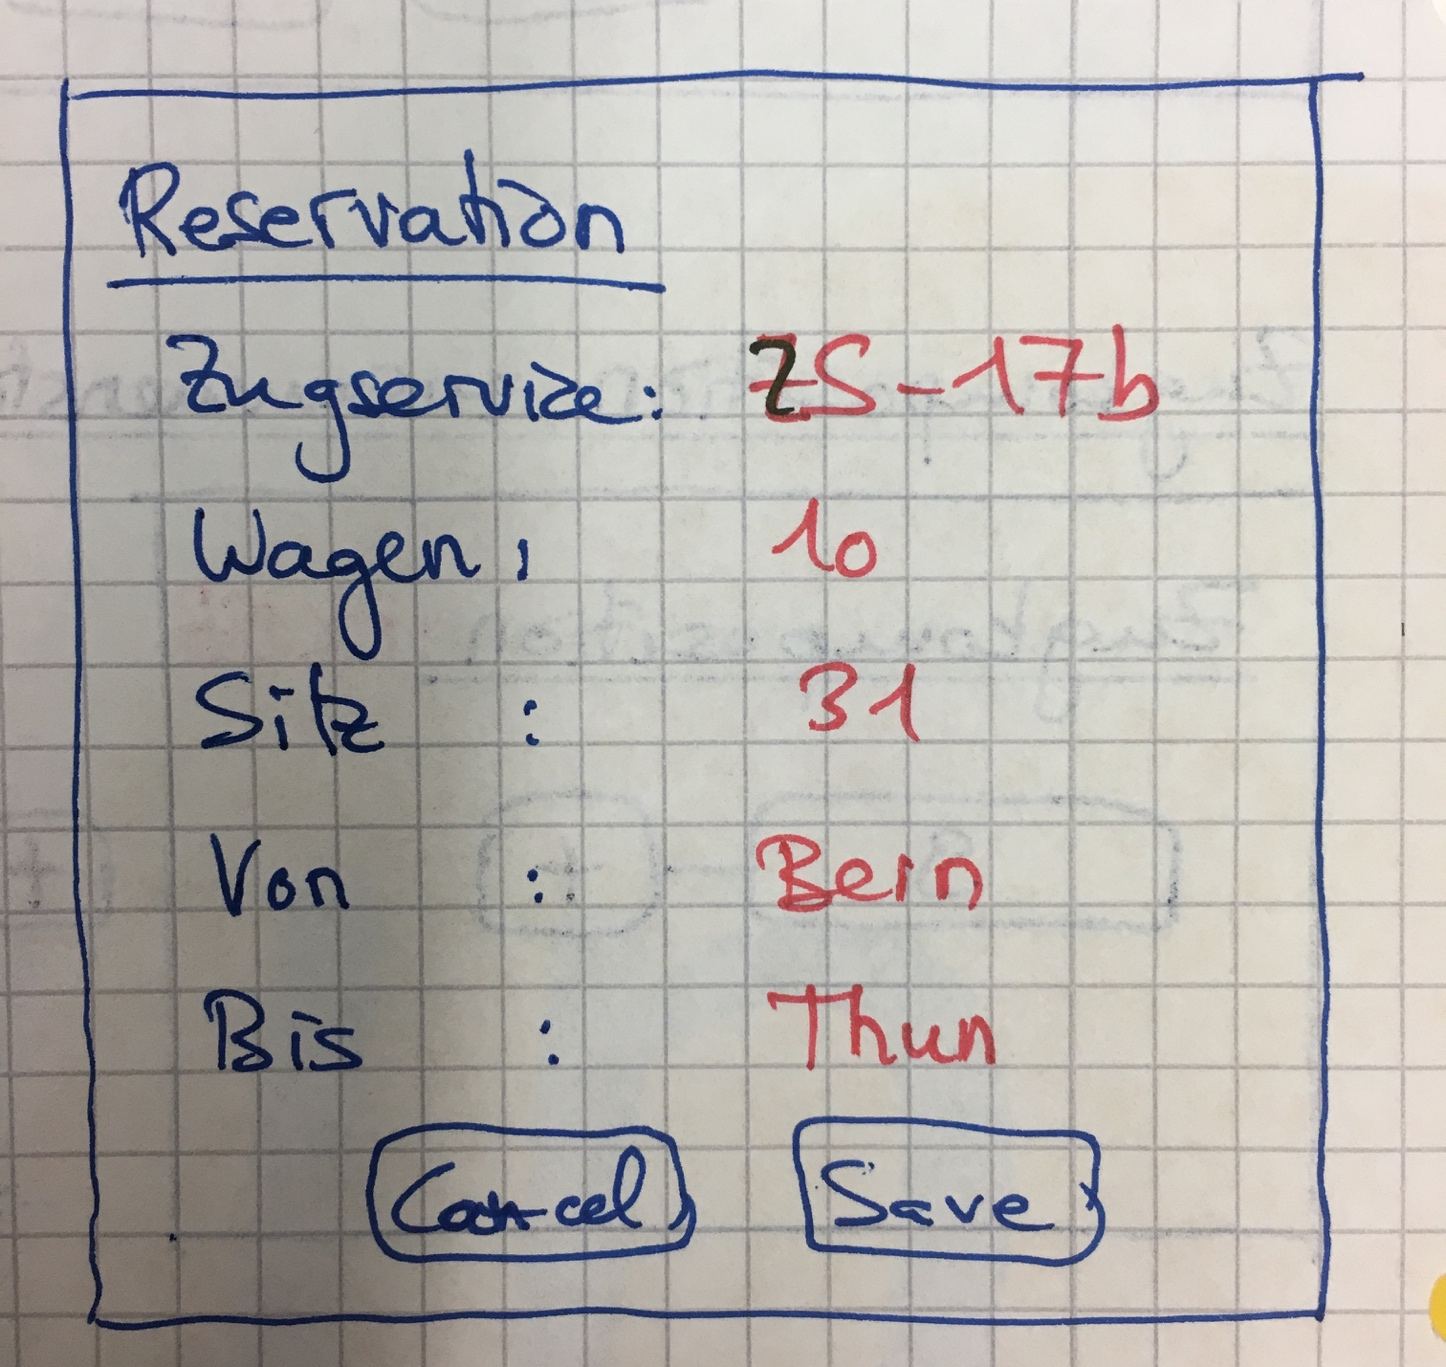 Reservation
Zugservice: ZS-17b
Wagen: 10
Sitz : 31
Von : Bern
Bis : Thun
Cancel Save